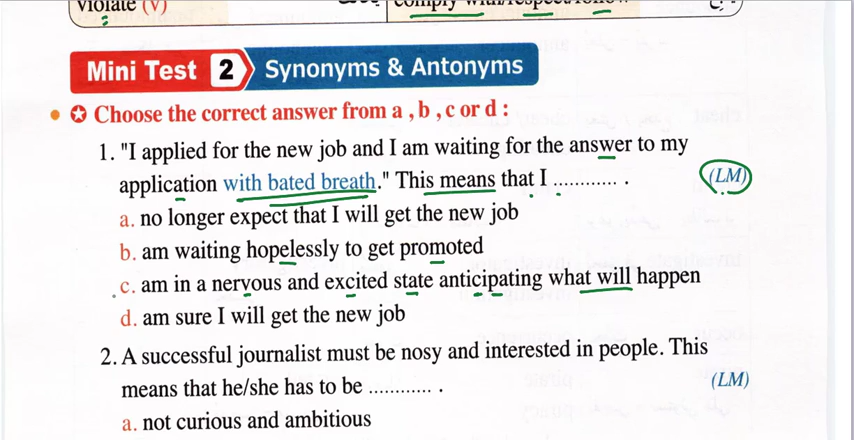 violate (v)
comply with/respect/follow
Mini Test 2 Synonyms & Antonyms
Choose the correct answer from a , b , c or d :
1. "I applied for the new job and I am waiting for the answer to my
application with bated breath." This means that I ............ . (LM)
a. no longer expect that I will get the new job
b. am waiting hopelessly to get promoted
c. am in a nervous and excited state anticipating what will happen
d. am sure I will get the new job
2. A successful journalist must be nosy and interested in people. This
means that he/she has to be ............ . (LM)
a. not curious and ambitious